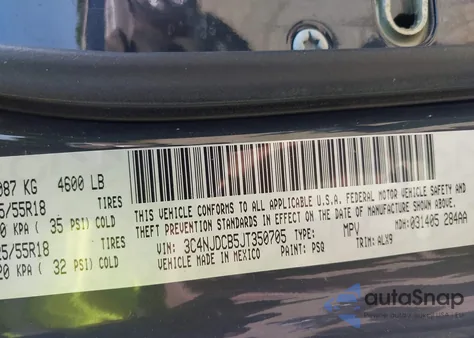 087 KG 4600 LB
5/55R18 TIRES
0 KPA ( 35 PSI) COLD
5/55R18 TIRES
20 KPA ( 32 PSI) COLD
THIS VEHICLE CONFORMS TO ALL APPLICABLE U.S.A. FEDERAL MOTOR VEHICLE SAFETY AND
THEFT PREVENTION STANDARDS IN EFFECT ON THE DATE OF MANUFACTURE SHOWN ABOVE.
VIN: 3C4NJDCB5JT350705 TYPE: MPV MDH: 031405 284AA
VEHICLE MADE IN MEXICO PAINT: PSQ TRIM: ALX9
autoSnap